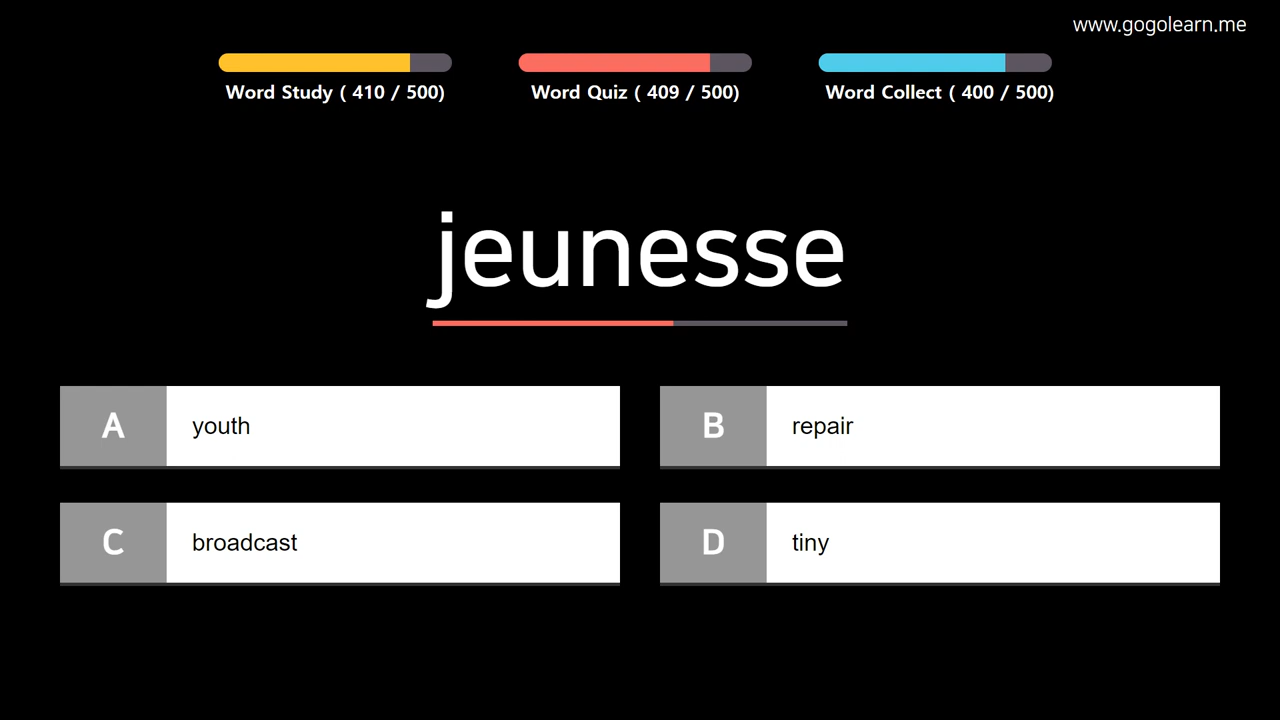 www.gogolearn.me
Word Study ( 410 / 500)
Word Quiz ( 409 / 500)
Word Collect ( 400 / 500)
jeunesse
A youth
B repair
C broadcast
D tiny